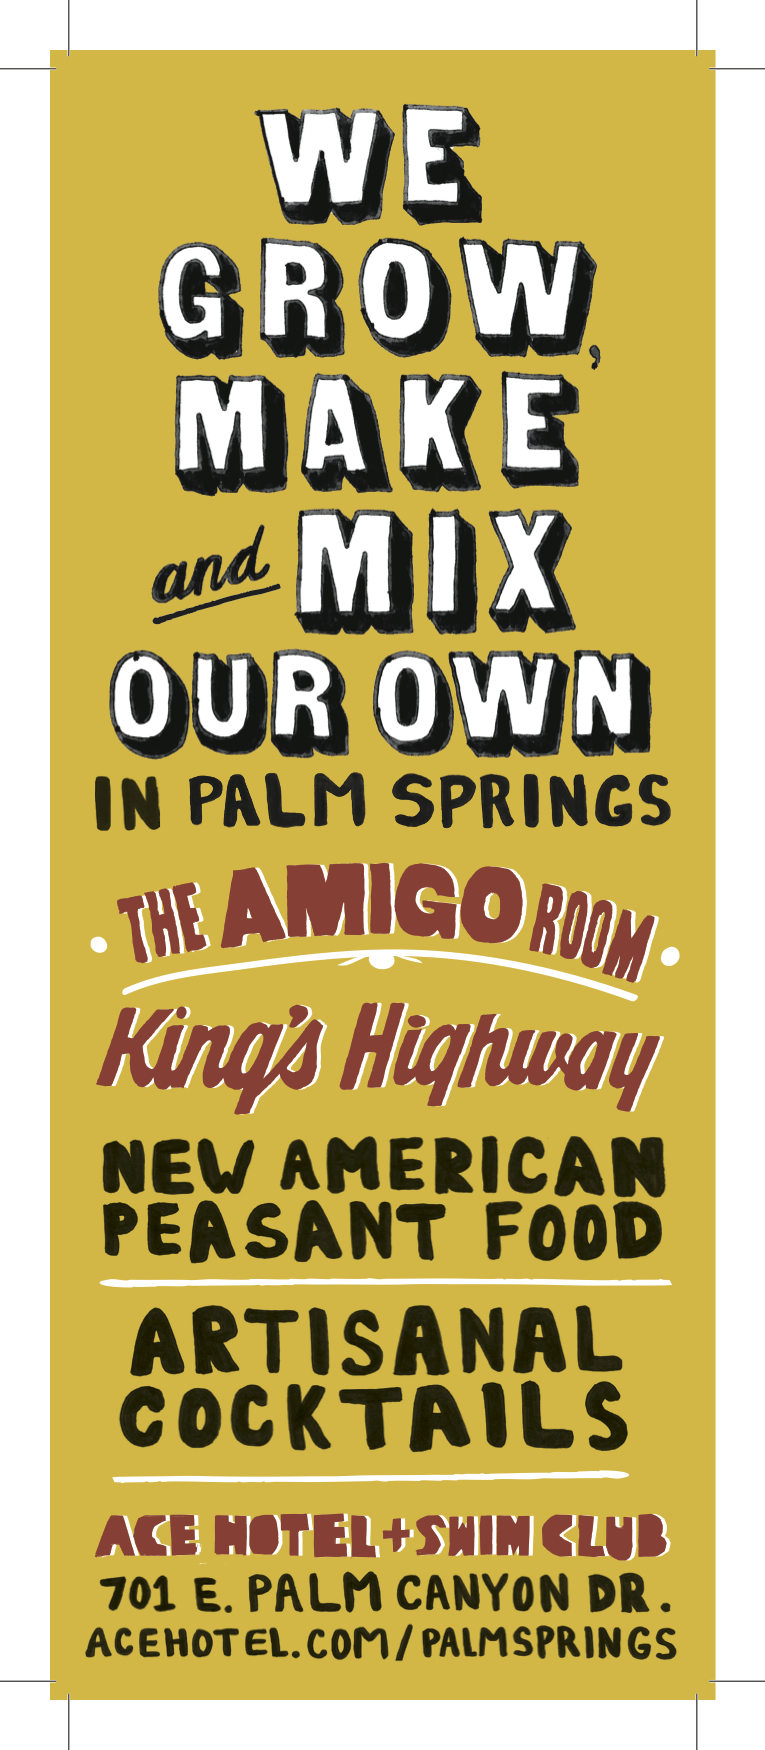 WE
GROW,
MAKE
and MIX
OUR OWN
IN PALM SPRINGS
THE AMIGO ROOM
King's Highway
NEW AMERICAN
PEASANT FOOD
ARTISANAL
COCKTAILS
ACE HOTEL + SWIM CLUB
701 E. PALM CANYON DR.
ACEHOTEL.COM/PALMSPRINGS